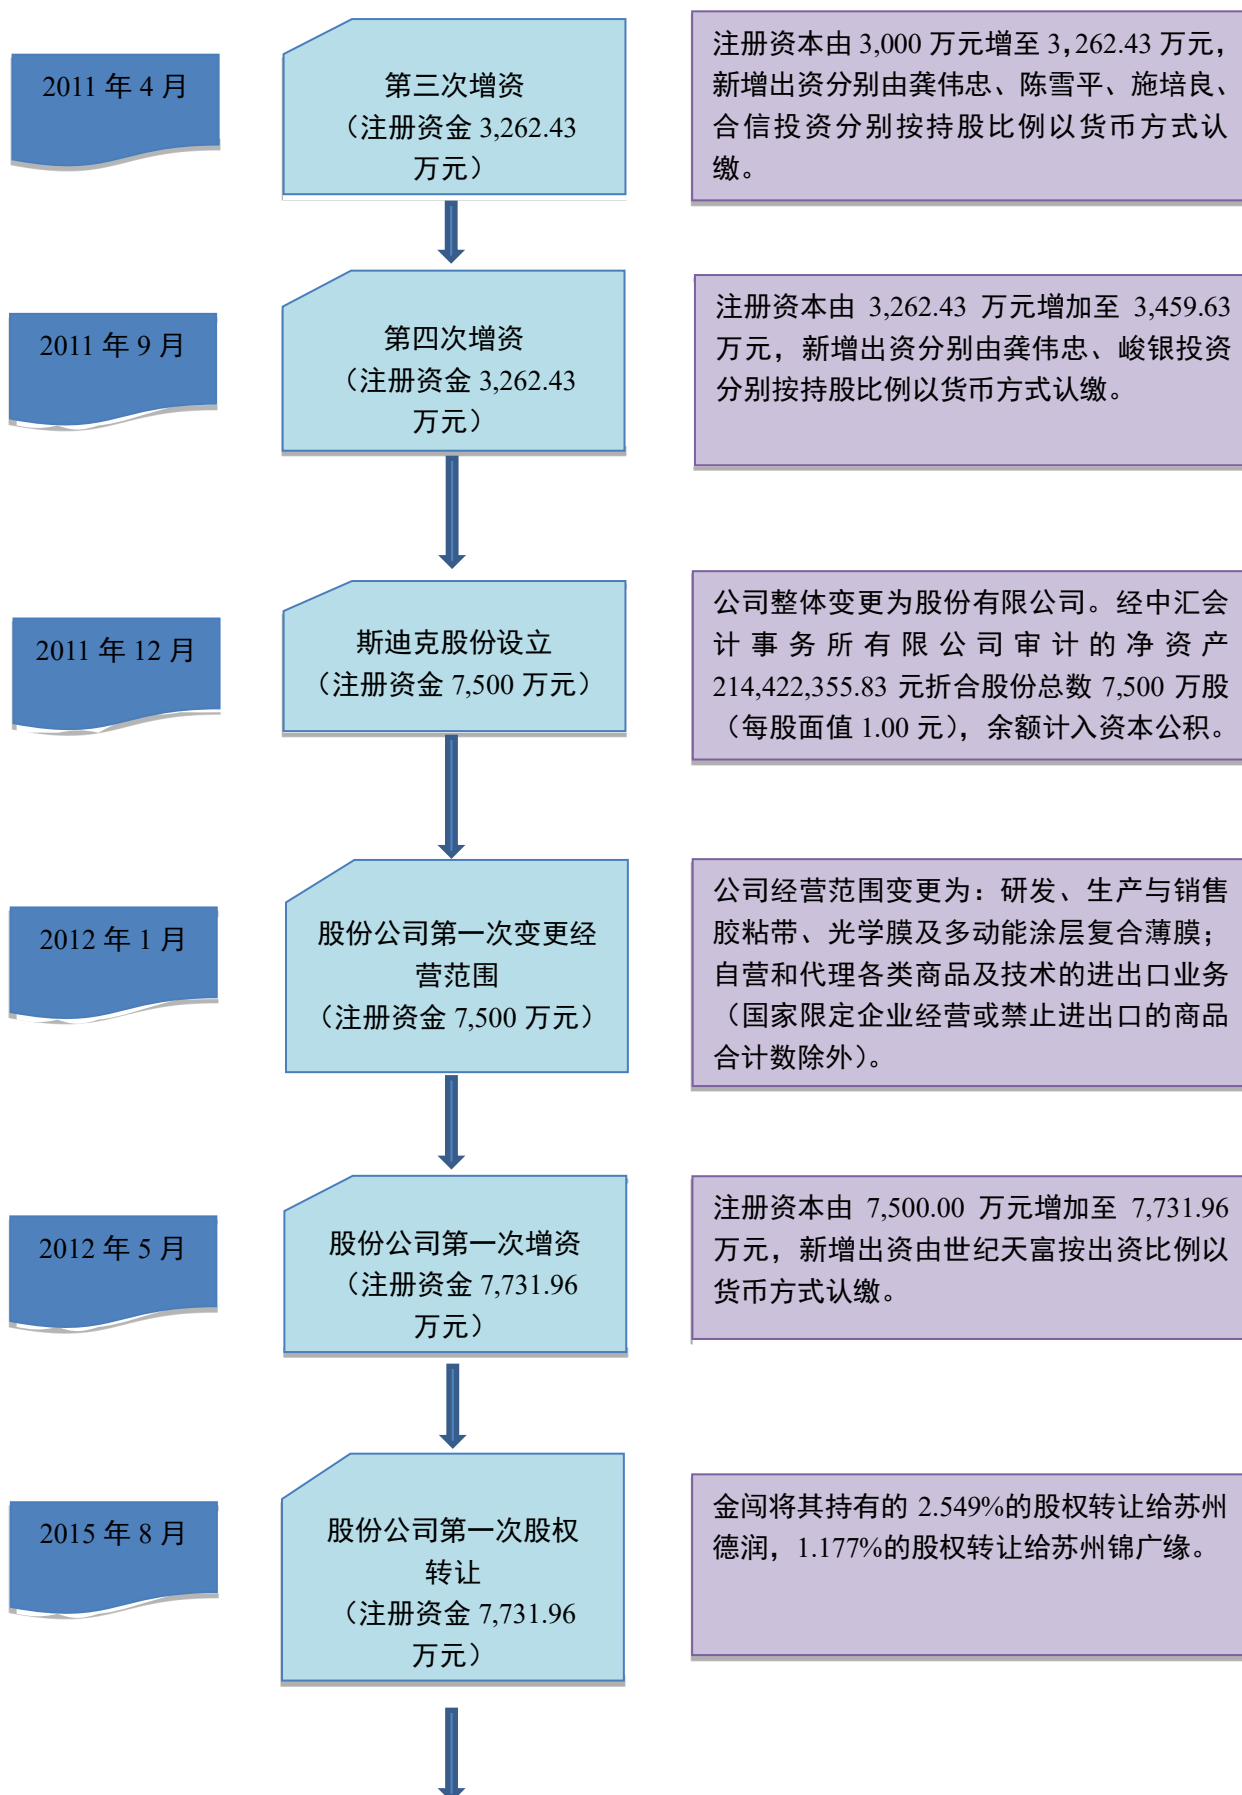 2011 年 4 月
第三次增资
（注册资金 3,262.43
万元）
注册资本由 3,000 万元增至 3,262.43 万元，
新增出资分别由龚伟忠、陈雪平、施培良、
合信投资分别按持股比例以货币方式认
缴。
2011 年 9 月
第四次增资
（注册资金 3,262.43
万元）
注册资本由 3,262.43 万元增加至 3,459.63
万元，新增出资分别由龚伟忠、峻银投资
分别按持股比例以货币方式认缴。
2011 年 12 月
斯迪克股份设立
（注册资金 7,500 万元）
公司整体变更为股份有限公司。经中汇会
计事务所有限公司审计的净资产
214,422,355.83 元折合股份总数 7,500 万股
（每股面值 1.00 元），余额计入资本公积。
2012 年 1 月
股份公司第一次变更经
营范围
（注册资金 7,500 万元）
公司经营范围变更为：研发、生产与销售
胶粘带、光学膜及多动能涂层复合薄膜；
自营和代理各类商品及技术的进出口业务
（国家限定企业经营或禁止进出口的商品
合计数除外）。
2012 年 5 月
股份公司第一次增资
（注册资金 7,731.96
万元）
注册资本由 7,500.00 万元增加至 7,731.96
万元，新增出资由世纪天富按出资比例以
货币方式认缴。
2015 年 8 月
股份公司第一次股权
转让
（注册资金 7,731.96
万元）
金闯将其持有的 2.549%的股权转让给苏州
德润，1.177%的股权转让给苏州锦广缘。